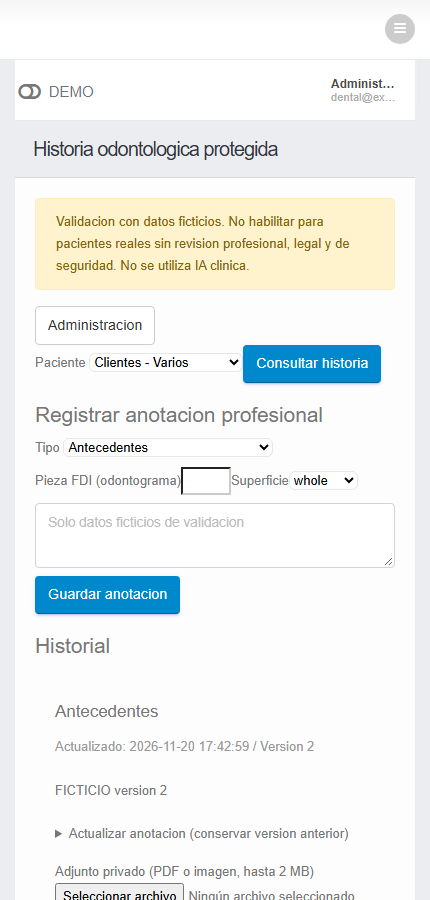 DEMO
Administ...
dental@ex...
Historia odontologica protegida
Validacion con datos ficticios. No habilitar para
pacientes reales sin revision profesional, legal y de
seguridad. No se utiliza IA clinica.
Administracion
Paciente Clientes - Varios Consultar historia
Registrar anotacion profesional
Tipo Antecedentes
Pieza FDI (odontograma) Superficie whole
Solo datos ficticios de validacion
Guardar anotacion
Historial
Antecedentes
Actualizado: 2026-11-20 17:42:59 / Version 2
FICTICIO version 2
Actualizar anotacion (conservar version anterior)
Adjunto privado (PDF o imagen, hasta 2 MB)
Seleccionar archivo Ningún archivo seleccionado